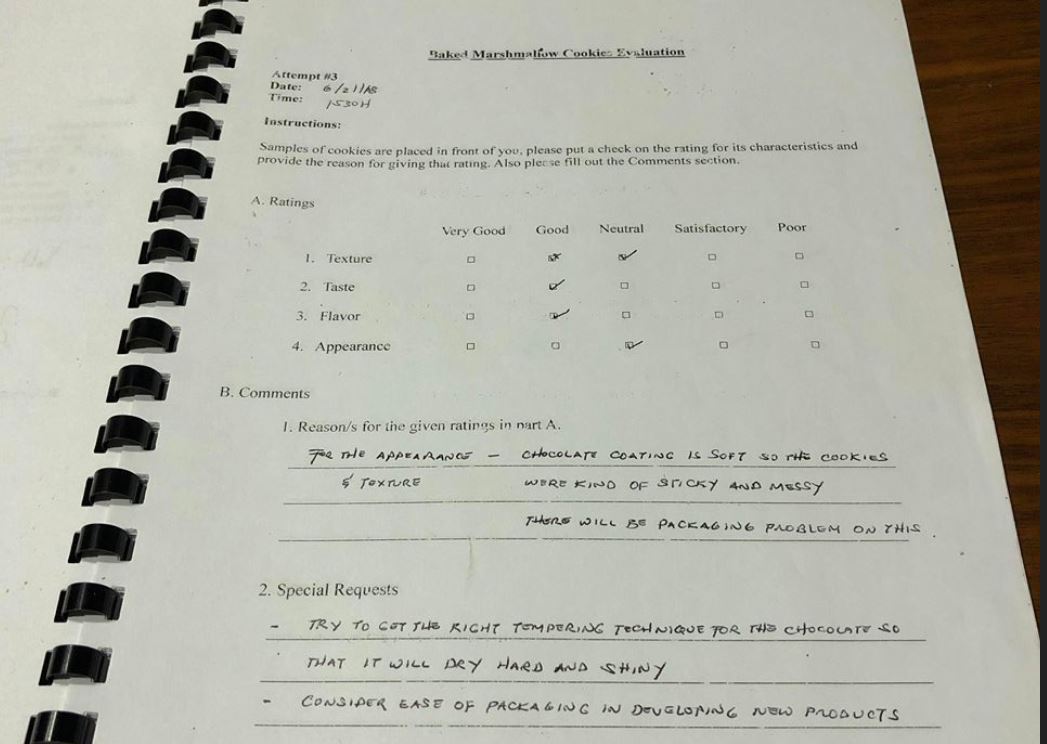 Baked Marshmallow Cookies Evaluation
Attempt #3
Date: 6/21/
Time: 1530H
Instructions:
Samples of cookies are placed in front of you, please put a check on the rating for its characteristics and
provide the reason for giving that rating. Also please fill out the Comments section.
A. Ratings
Very Good Good Neutral Satisfactory Poor
1. Texture
2. Taste
3. Flavor
4. Appearance
B. Comments
1. Reason/s for the given ratings in part A.
FOR THE APPEARANCE — CHOCOLATE COATING IS SOFT SO THE COOKIES
& TEXTURE WERE KIND OF STICKY AND MESSY
THERE WILL BE PACKAGING PROBLEM ON THIS
2. Special Requests
- TRY TO GET THE RIGHT TEMPERING TECHNIQUE FOR THE CHOCOLATE SO
THAT IT WILL DRY HARD AND SHINY
- CONSIDER EASE OF PACKAGING IN DEVELOPING NEW PRODUCTS